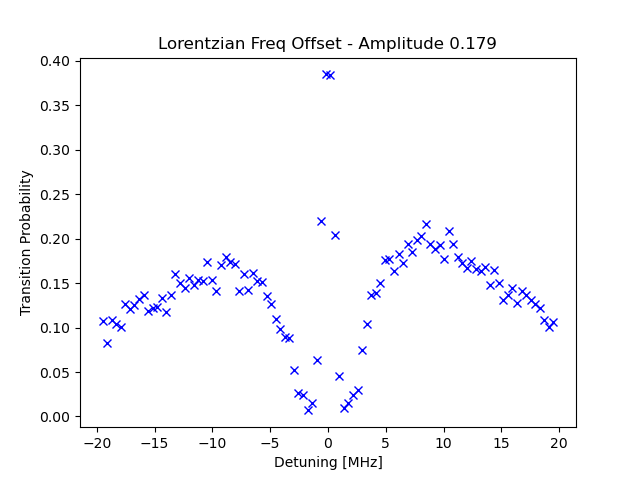 Lorentzian Freq Offset - Amplitude 0.179
Transition Probability
0.40
0.35
0.30
0.25
0.20
0.15
0.10
0.05
0.00
−20 −15 −10 −5 0 5 10 15 20
Detuning [MHz]